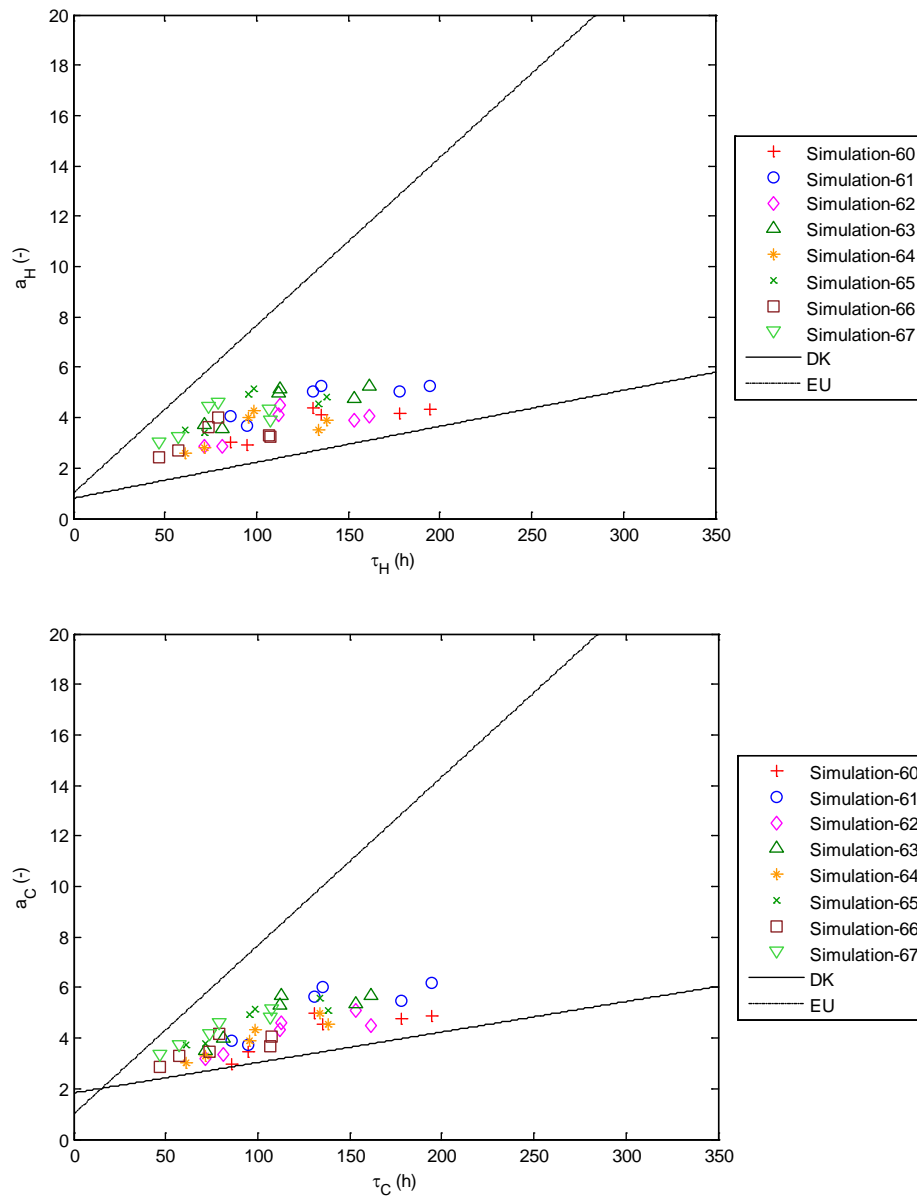 20
18
16
14
12
10
8
6
4
2
0
a_H (-)
0 50 100 150 200 250 300 350
τ_H (h)
Simulation-60
Simulation-61
Simulation-62
Simulation-63
Simulation-64
Simulation-65
Simulation-66
Simulation-67
DK
EU
20
18
16
14
12
10
8
6
4
2
0
a_C (-)
0 50 100 150 200 250 300 350
τ_C (h)
Simulation-60
Simulation-61
Simulation-62
Simulation-63
Simulation-64
Simulation-65
Simulation-66
Simulation-67
DK
EU